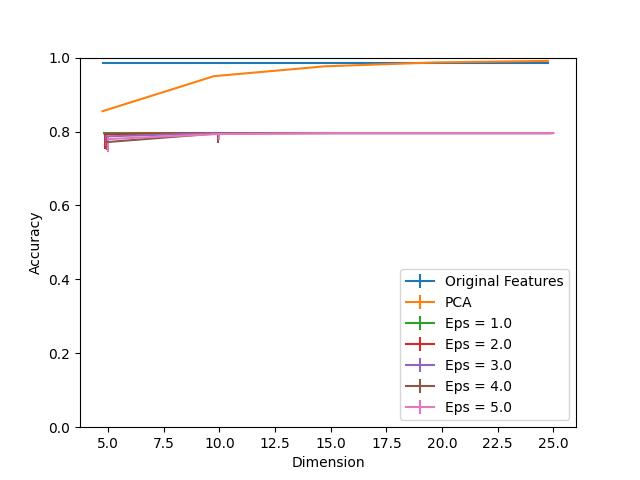 1.0
0.8
0.6
0.4
0.2
0.0
Accuracy
Original Features
PCA
Eps = 1.0
Eps = 2.0
Eps = 3.0
Eps = 4.0
Eps = 5.0
5.0 7.5 10.0 12.5 15.0 17.5 20.0 22.5 25.0
Dimension